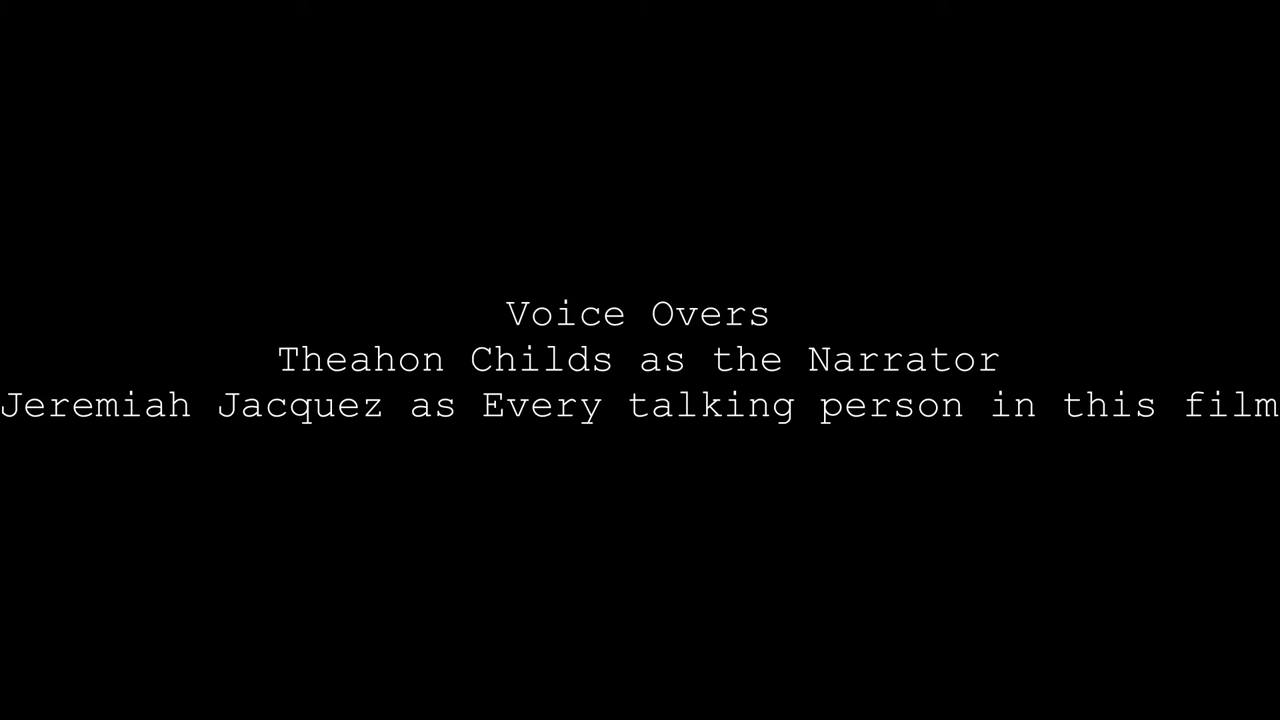 Voice Overs
Theahon Childs as the Narrator
Jeremiah Jacquez as Every talking person in this film